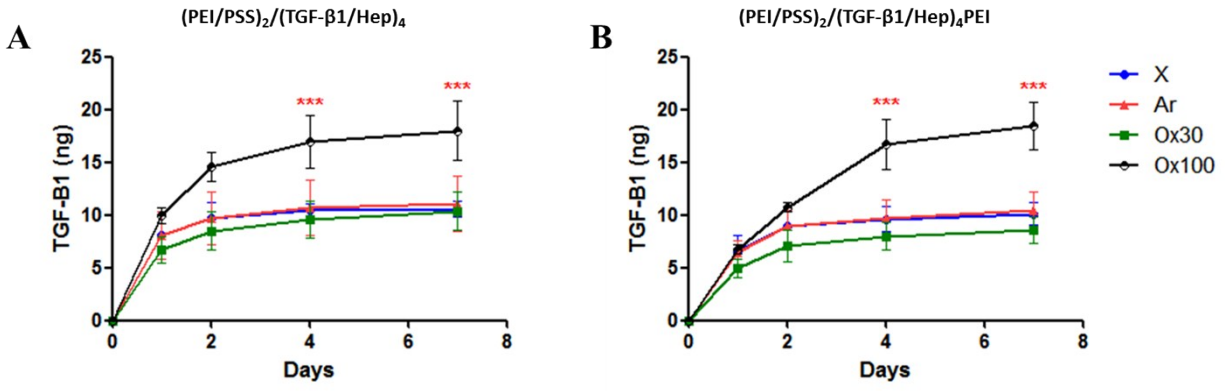 (PEI/PSS)₂/(TGF-β1/Hep)₄
(PEI/PSS)₂/(TGF-β1/Hep)₄PEI
A
B
25
20
15
10
5
0
TGF-B1 (ng)
*** ***
0 2 4 6 8
Days
25
20
15
10
5
0
TGF-B1 (ng)
*** ***
0 2 4 6 8
Days
X
Ar
Ox30
Ox100